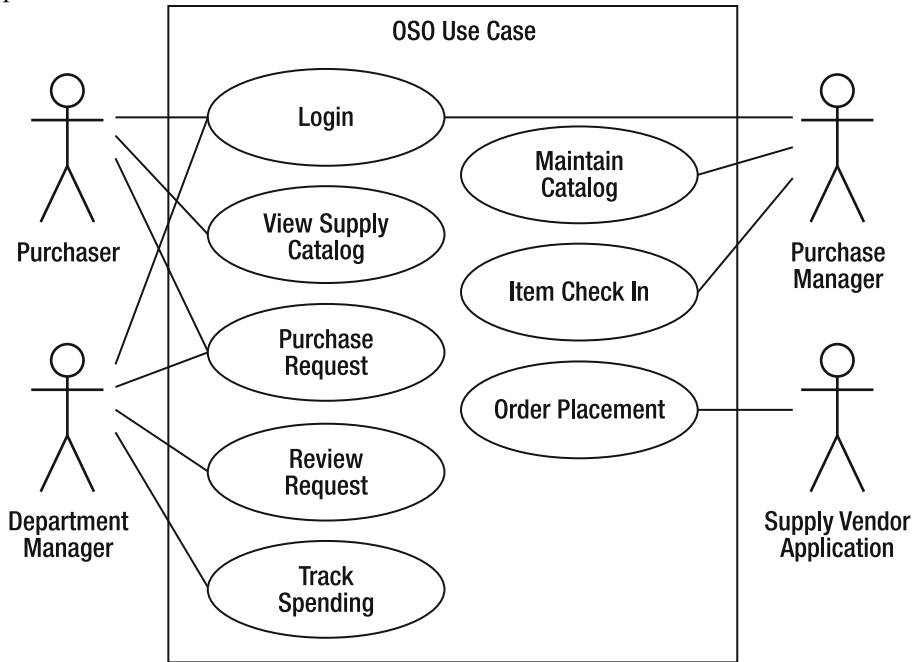 OSO Use Case
Login
View Supply
Catalog
Purchase
Request
Review
Request
Track
Spending
Maintain
Catalog
Item Check In
Order Placement
Purchaser
Department
Manager
Purchase
Manager
Supply Vendor
Application